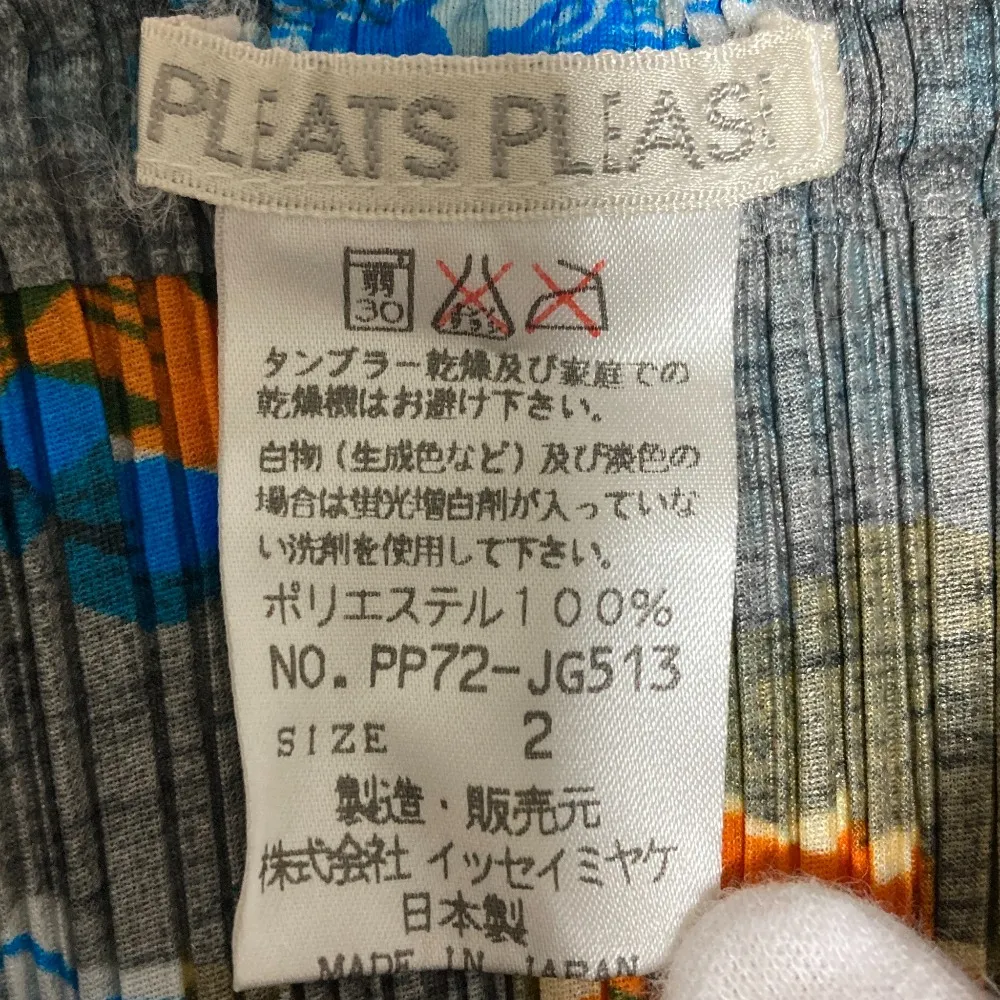 PLEATS PLEASE
弱
30
タンブラー乾燥及び家庭での
乾燥機はお避け下さい。
白物(生成色など)及び淡色の
場合は蛍光増白剤が入っていな
い洗剤を使用して下さい。
ポリエステル100%
NO. PP72-JG513
SIZE 2
製造・販売元
株式会社 イッセイミヤケ
日本製
MADE IN JAPAN